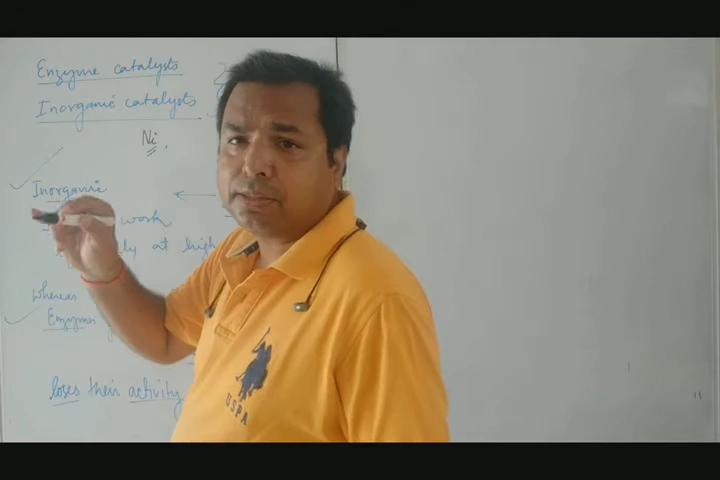 Enzyme catalysts
Inorganic catalysts
Ni
Inorganic
work
at high
Whereas
Enzymes
loses their activity
USPA